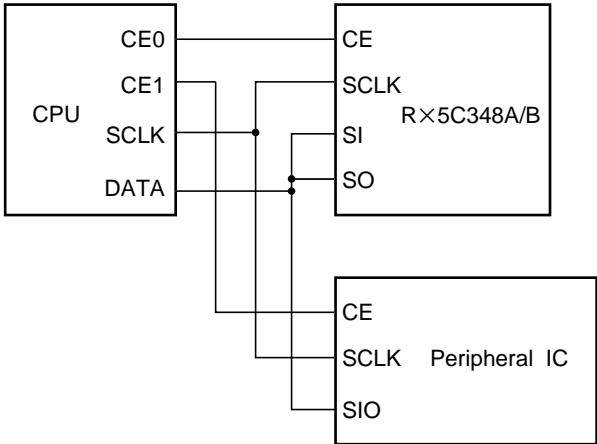 CE0
CE1
CPU
SCLK
DATA
CE
SCLK
R×5C348A/B
SI
SO
CE
SCLK Peripheral IC
SIO